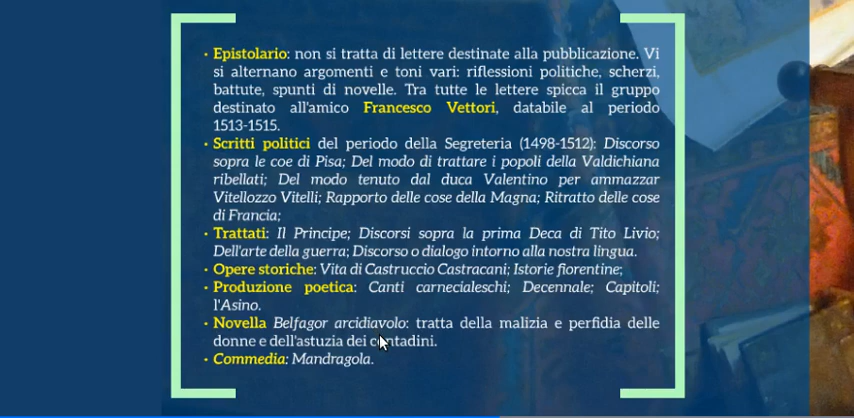 • Epistolario: non si tratta di lettere destinate alla pubblicazione. Vi
si alternano argomenti e toni vari: riflessioni politiche, scherzi,
battute, spunti di novelle. Tra tutte le lettere spicca il gruppo
destinato all'amico Francesco Vettori, databile al periodo
1513-1515.
• Scritti politici del periodo della Segreteria (1498-1512): Discorso
sopra le coe di Pisa; Del modo di trattare i popoli della Valdichiana
ribellati; Del modo tenuto dal duca Valentino per ammazzar
Vitellozzo Vitelli; Rapporto delle cose della Magna; Ritratto delle cose
di Francia;
• Trattati: Il Principe; Discorsi sopra la prima Deca di Tito Livio;
Dell'arte della guerra; Discorso o dialogo intorno alla nostra lingua.
• Opere storiche: Vita di Castruccio Castracani; Istorie fiorentine;
• Produzione poetica: Canti carnecialeschi; Decennale; Capitoli;
l'Asino.
• Novella Belfagor arcidiavolo: tratta della malizia e perfidia delle
donne e dell'astuzia dei contadini.
• Commedia: Mandragola.